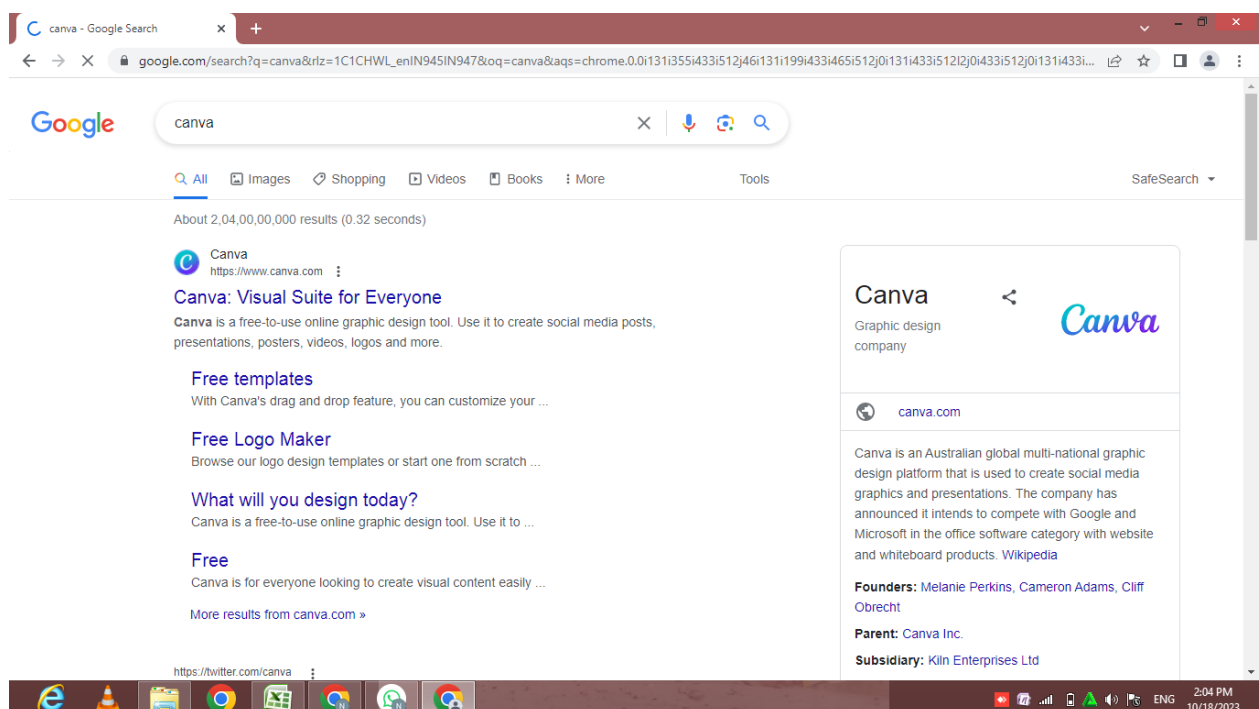 canva - Google Search
google.com/search?q=canva&rlz=1C1CHWL_enIN945IN947&oq=canva&aqs=chrome.0.0i131i355i433i512j46i131i199i433i465i512j0i131i433i512l2j0i433i512j0i131i433i...
Google
canva
All Images Shopping Videos Books More Tools SafeSearch
About 2,04,00,00,000 results (0.32 seconds)
Canva
https://www.canva.com
Canva: Visual Suite for Everyone
Canva is a free-to-use online graphic design tool. Use it to create social media posts,
presentations, posters, videos, logos and more.
Free templates
With Canva's drag and drop feature, you can customize your ...
Free Logo Maker
Browse our logo design templates or start one from scratch ...
What will you design today?
Canva is a free-to-use online graphic design tool. Use it to ...
Free
Canva is for everyone looking to create visual content easily ...
More results from canva.com »
https://twitter.com/canva
Canva
Graphic design
company
Canva
canva.com
Canva is an Australian global multi-national graphic
design platform that is used to create social media
graphics and presentations. The company has
announced it intends to compete with Google and
Microsoft in the office software category with website
and whiteboard products. Wikipedia
Founders: Melanie Perkins, Cameron Adams, Cliff
Obrecht
Parent: Canva Inc.
Subsidiary: Kiln Enterprises Ltd
ENG
2:04 PM
10/18/2023